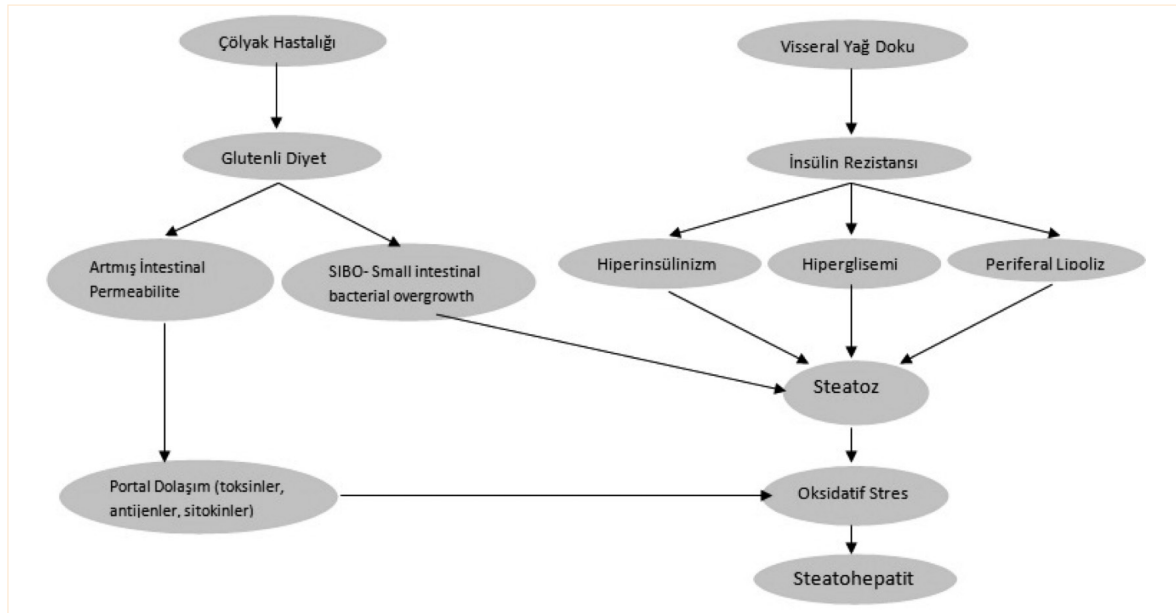 Çölyak Hastalığı
Visseral Yağ Doku
Glutenli Diyet
İnsülin Rezistansı
Artmış İntestinal
Permeabilite
SIBO- Small intestinal
bacterial overgrowth
Hiperinsülinizm
Hiperglisemi
Periferal Lipoliz
Steatoz
Portal Dolaşım (toksinler,
antijenler, sitokinler)
Oksidatif Stres
Steatohepatit